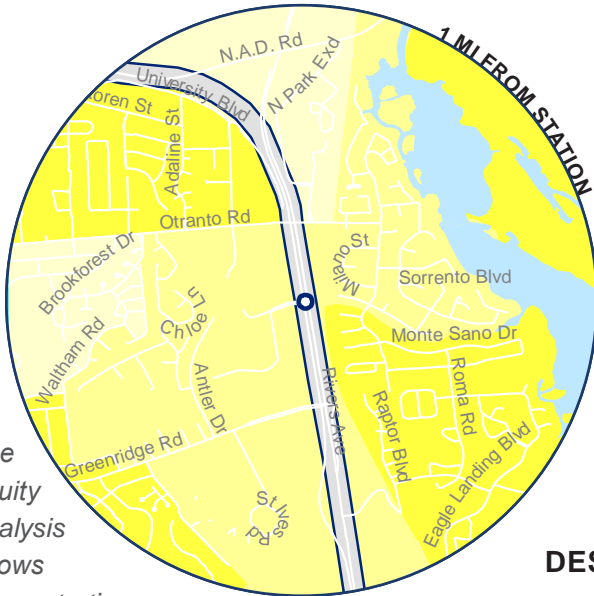 1 MI FROM STATION
N.A.D. Rd
N Park Exd
University Blvd
oren St
Adaline St
Otranto Rd
Milano St
Brookforest Dr
Sorrento Blvd
Chloe Ln
Waltham Rd
Monte Sano Dr
Antler Dr
Rivers Ave
Raptor Blvd
Roma Rd
Greenridge Rd
Eagle Landing Blvd
St Ives Rd
e
uity
alysis
ows
DES